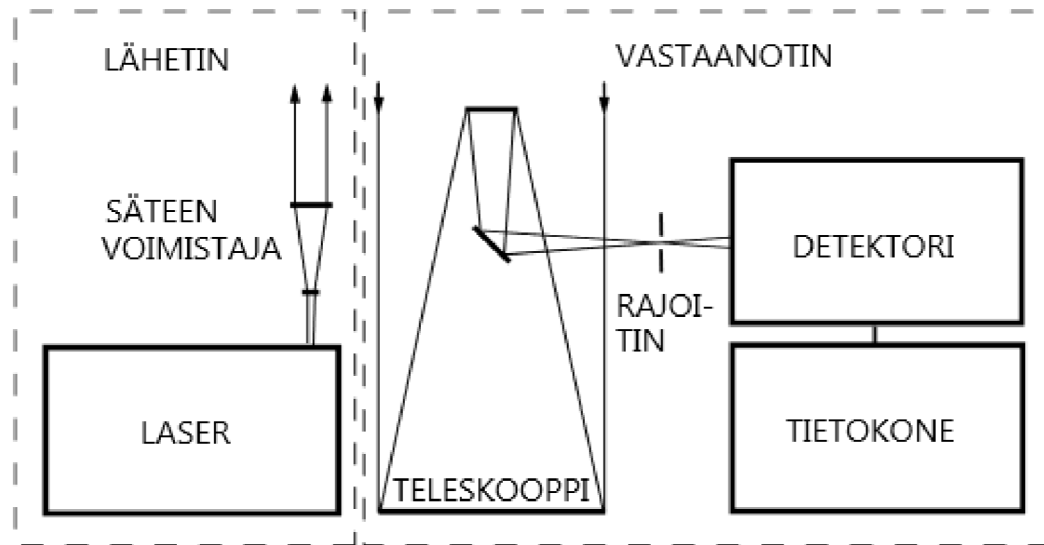 LÄHETIN
SÄTEEN
VOIMISTAJA
LASER
VASTAANOTIN
TELESKOOPPI
RAJOI-
TIN
DETEKTORI
TIETOKONE